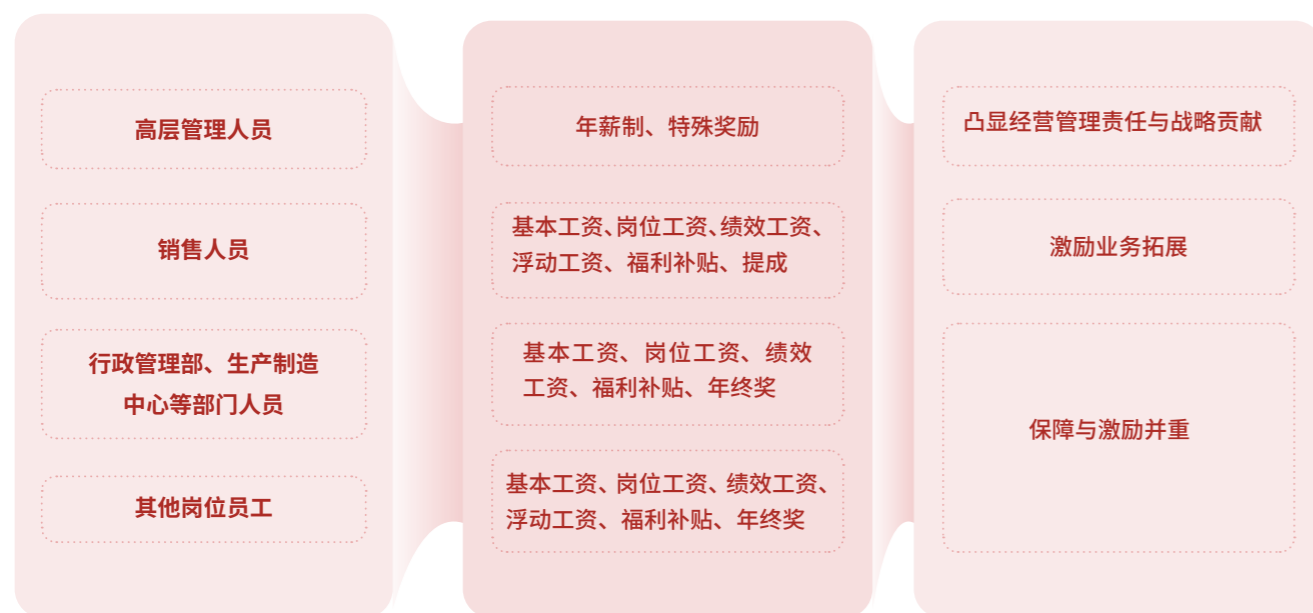 高层管理人员
年薪制、特殊奖励
凸显经营管理责任与战略贡献
销售人员
基本工资、岗位工资、绩效工资、
浮动工资、福利补贴、提成
激励业务拓展
行政管理部、生产制造
中心等部门人员
基本工资、岗位工资、绩效
工资、福利补贴、年终奖
保障与激励并重
其他岗位员工
基本工资、岗位工资、绩效工资、
浮动工资、福利补贴、年终奖